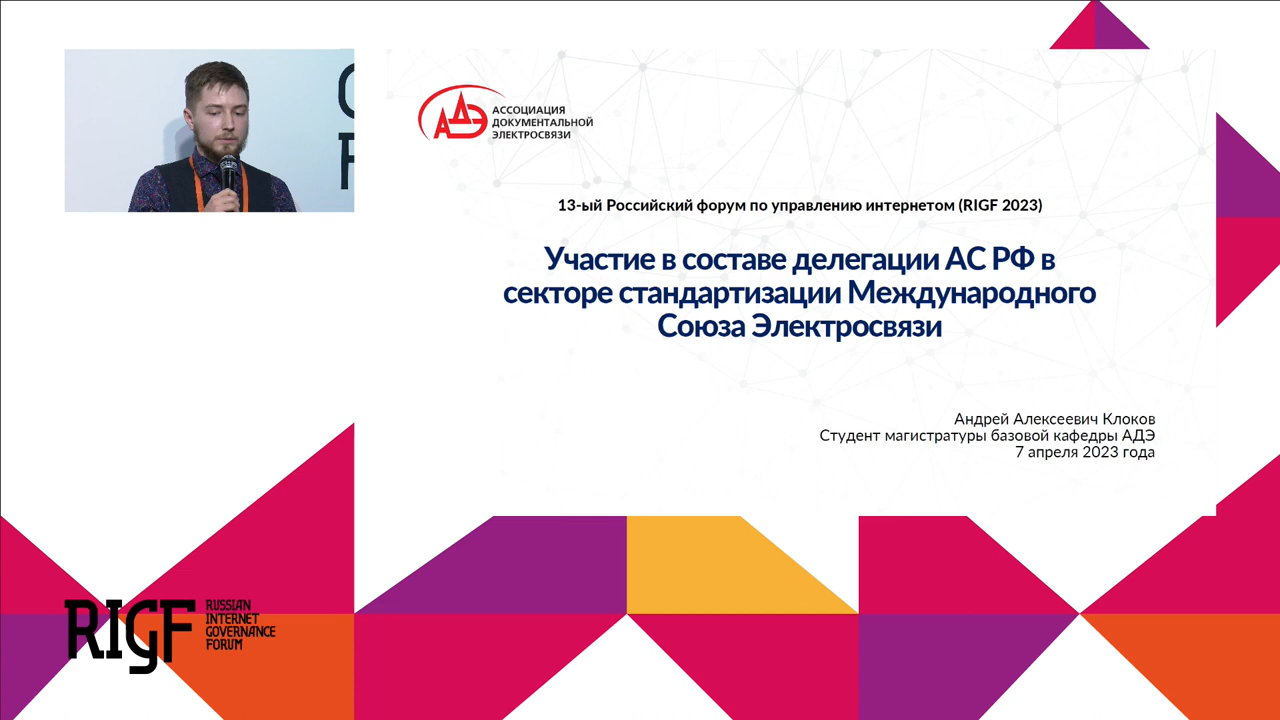 АДЭ
АССОЦИАЦИЯ
ДОКУМЕНТАЛЬНОЙ
ЭЛЕКТРОСВЯЗИ
13-ый Российский форум по управлению интернетом (RIGF 2023)
Участие в составе делегации АС РФ в
секторе стандартизации Международного
Союза Электросвязи
Андрей Алексеевич Клоков
Студент магистратуры базовой кафедры АДЭ
7 апреля 2023 года
RIGF
RUSSIAN
INTERNET
GOVERNANCE
FORUM